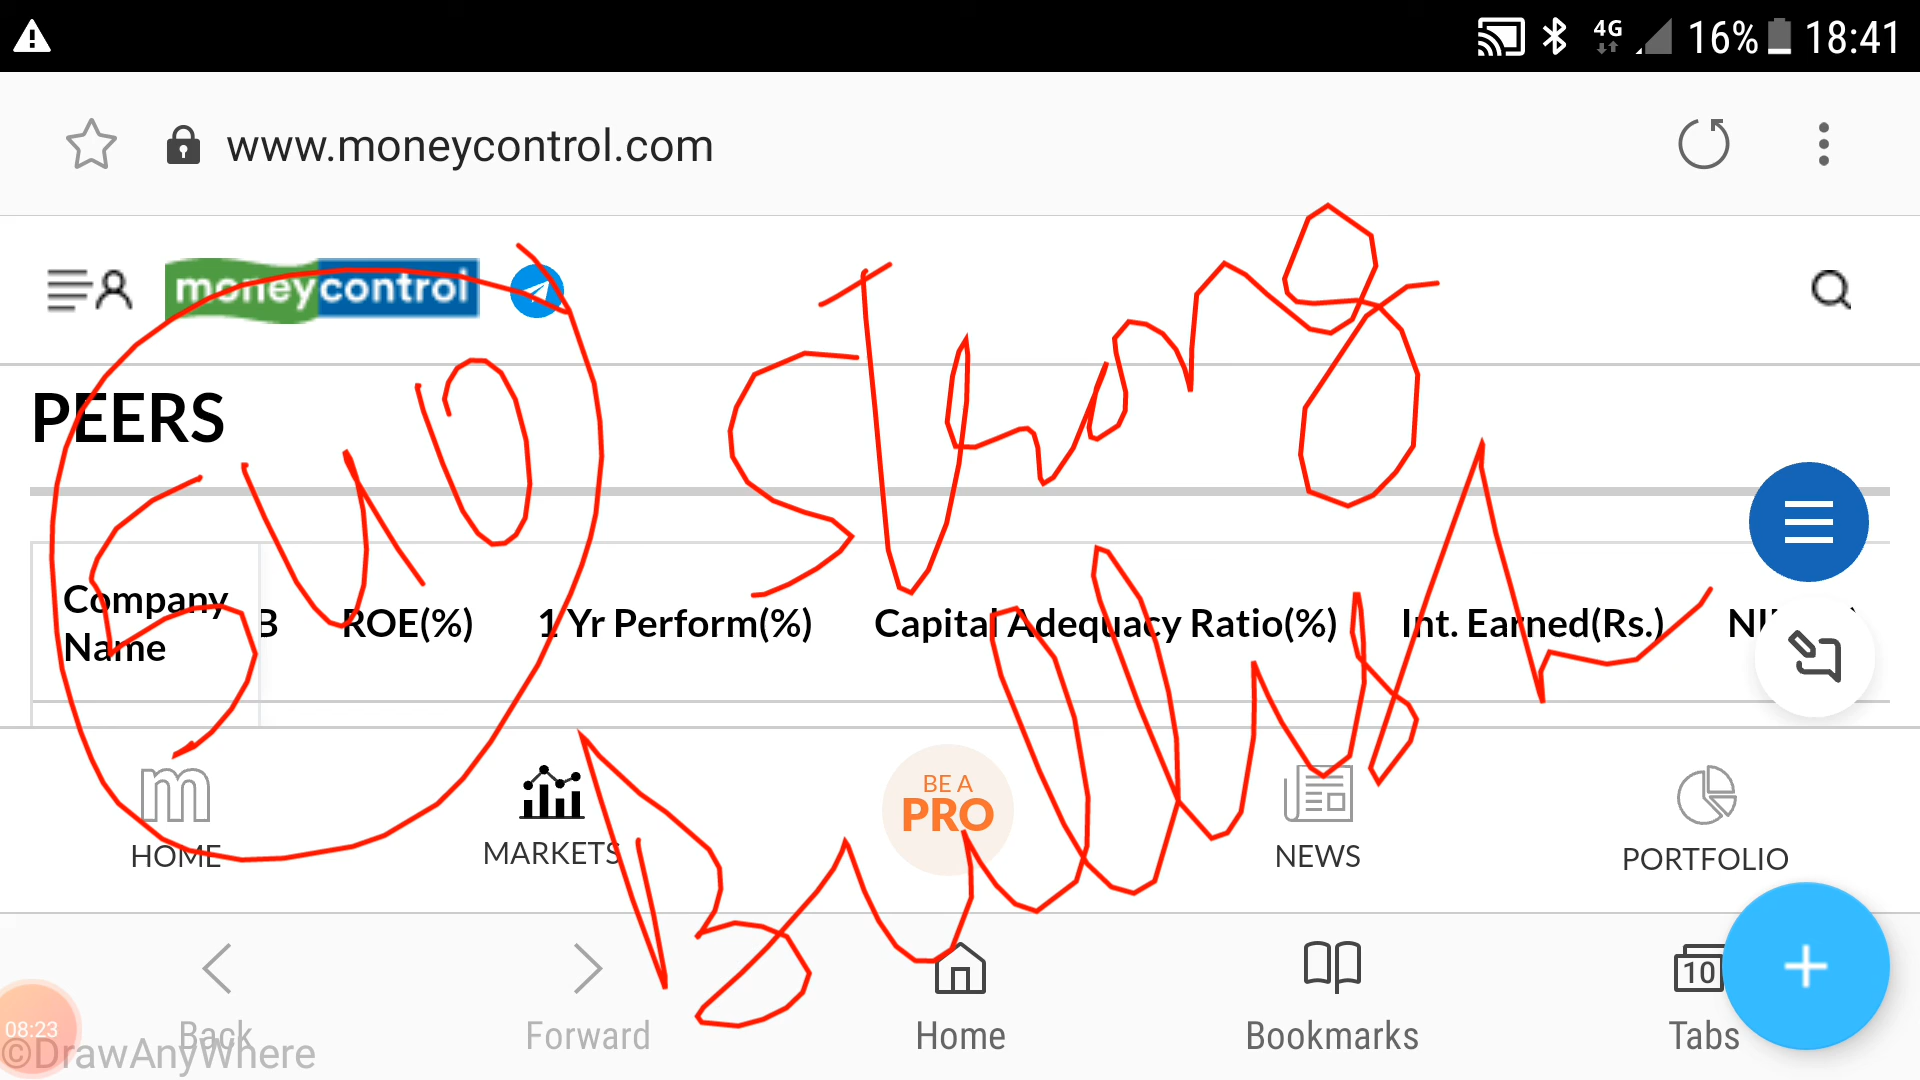 4G 16% 18:41
www.moneycontrol.com
moneycontrol
PEERS
Strong
Bullish
Company Name B ROE(%) 1 Yr Perform(%) Capital Adequacy Ratio(%) Int. Earned(Rs.)
HOME MARKETS BE A PRO NEWS PORTFOLIO
Back Forward Home Bookmarks 10 Tabs
08:23
©DrawAnyWhere